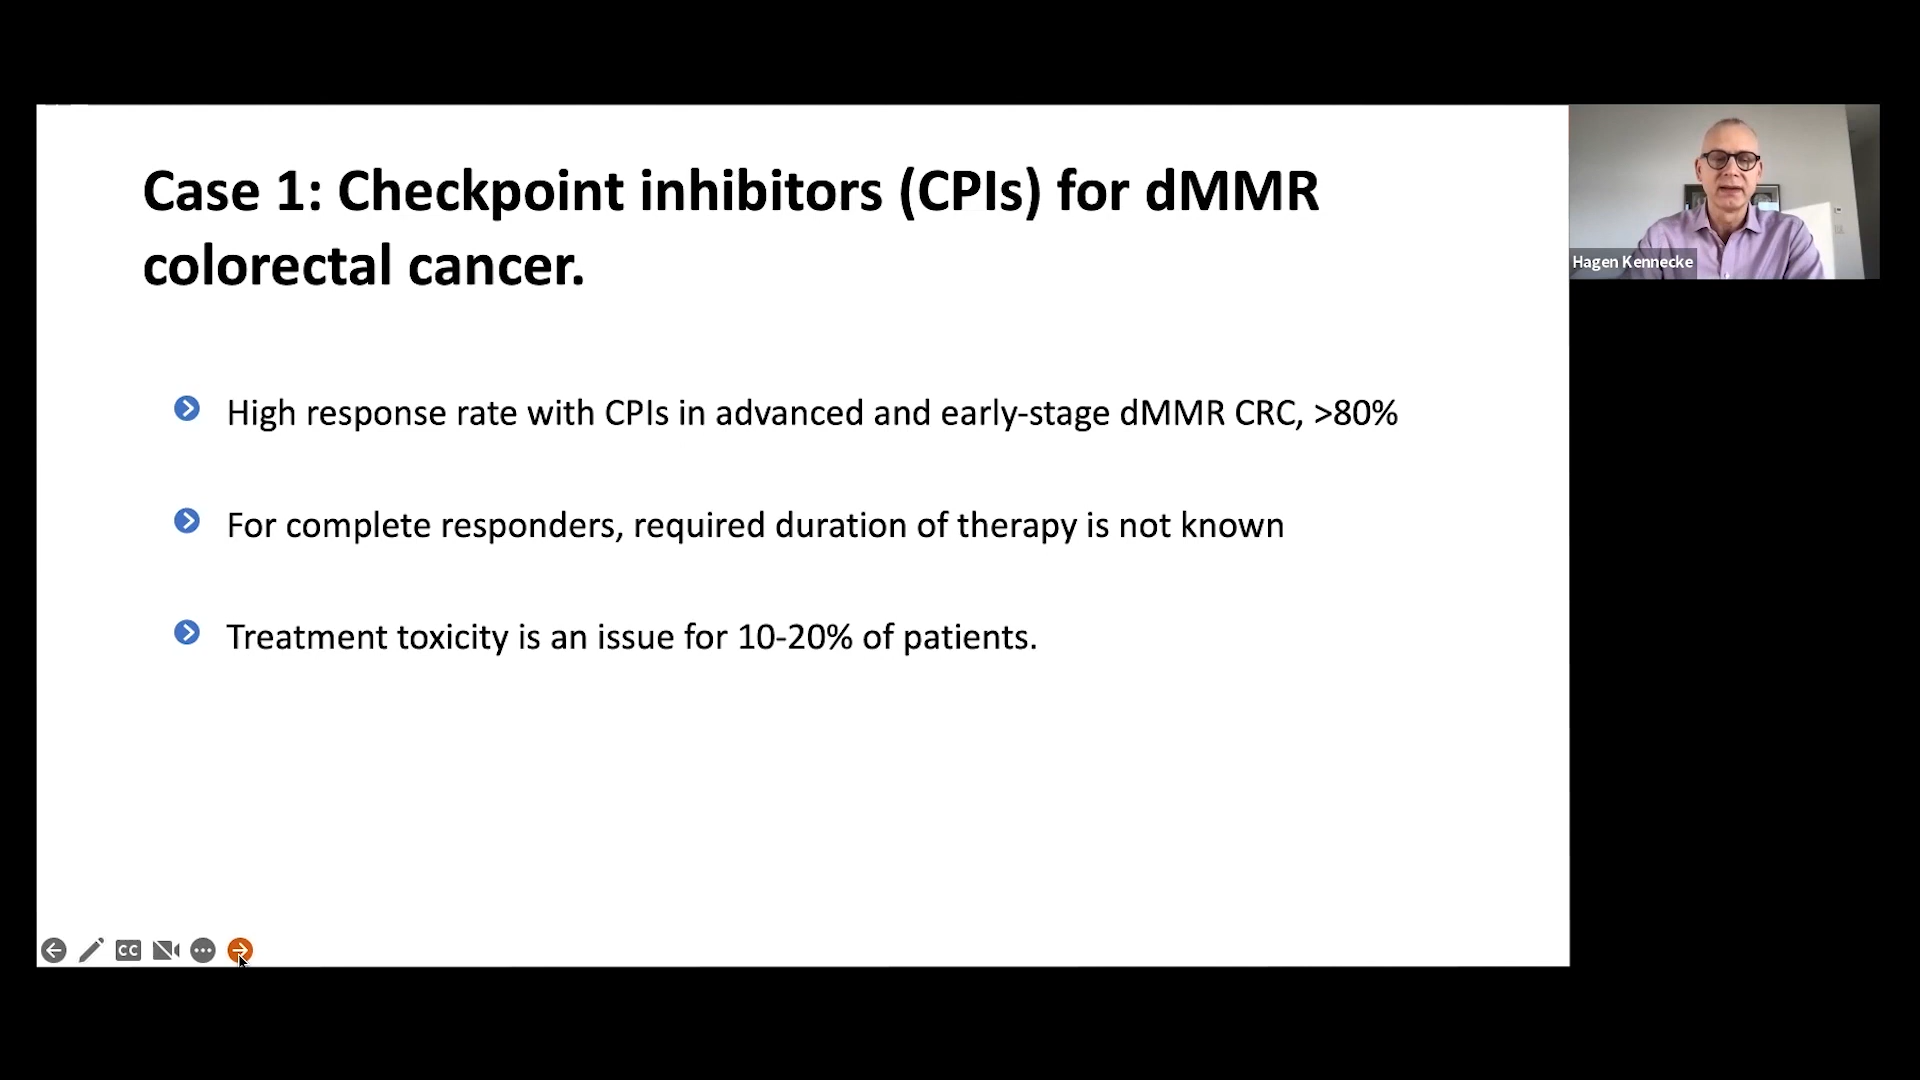 Case 1: Checkpoint inhibitors (CPIs) for dMMR
colorectal cancer.
High response rate with CPIs in advanced and early-stage dMMR CRC, >80%
For complete responders, required duration of therapy is not known
Treatment toxicity is an issue for 10-20% of patients.
Hagen Kennecke
CC